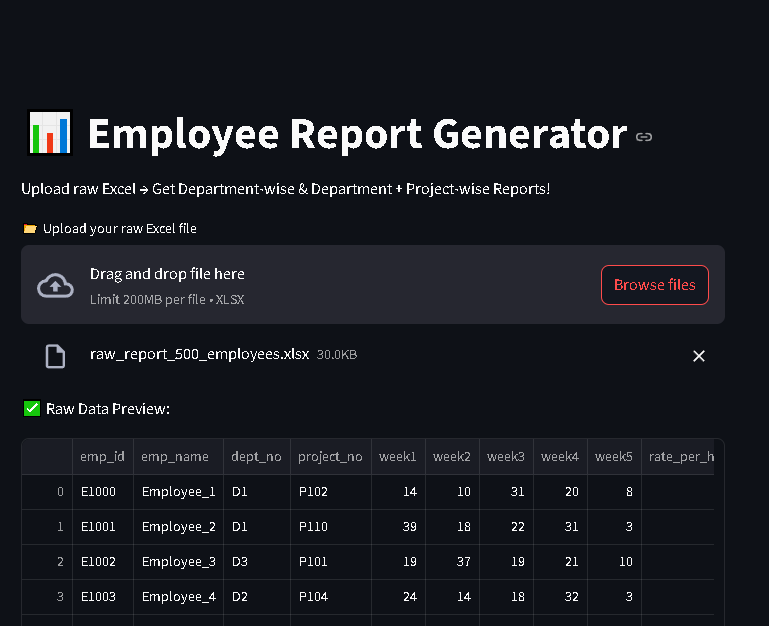 Employee Report Generator
Upload raw Excel → Get Department-wise & Department + Project-wise Reports!
Upload your raw Excel file
Drag and drop file here
Limit 200MB per file • XLSX
Browse files
raw_report_500_employees.xlsx 30.0KB
Raw Data Preview:
emp_id emp_name dept_no project_no week1 week2 week3 week4 week5 rate_per_h
0 E1000 Employee_1 D1 P102 14 10 31 20 8
1 E1001 Employee_2 D1 P110 39 18 22 31 3
2 E1002 Employee_3 D3 P101 19 37 19 21 10
3 E1003 Employee_4 D2 P104 24 14 18 32 3